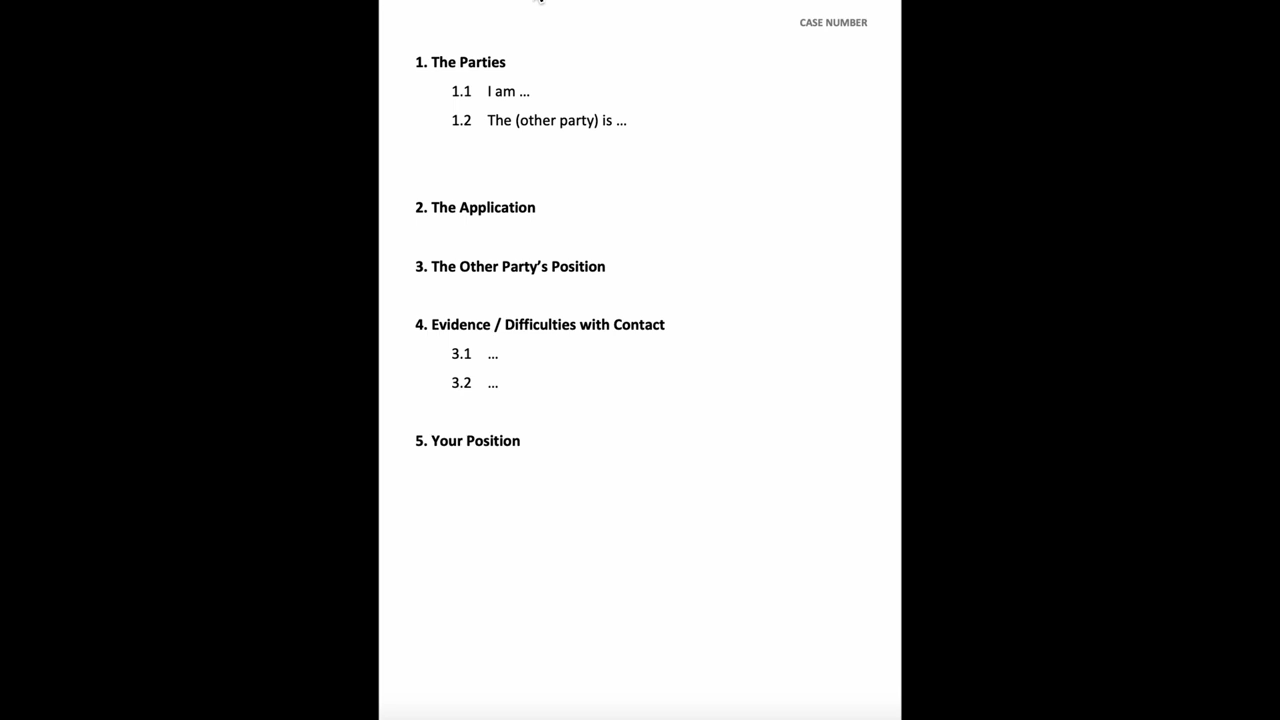 CASE NUMBER
1. The Parties
1.1 I am ...
1.2 The (other party) is ...
2. The Application
3. The Other Party’s Position
4. Evidence / Difficulties with Contact
3.1 ...
3.2 ...
5. Your Position